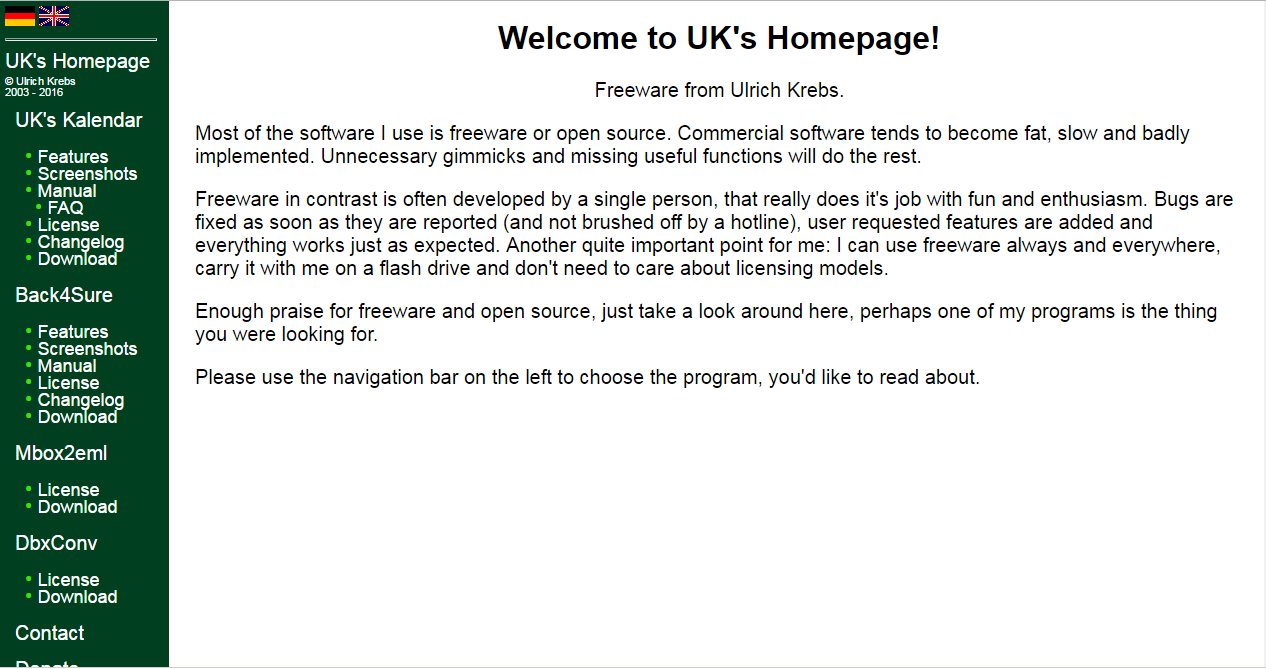 UK's Homepage
© Ulrich Krebs
2003 - 2016
UK's Kalendar
Features
Screenshots
Manual
FAQ
License
Changelog
Download
Back4Sure
Features
Screenshots
Manual
License
Changelog
Download
Mbox2eml
License
Download
DbxConv
License
Download
Contact
Donate
Welcome to UK's Homepage!
Freeware from Ulrich Krebs.
Most of the software I use is freeware or open source. Commercial software tends to become fat, slow and badly
implemented. Unnecessary gimmicks and missing useful functions will do the rest.
Freeware in contrast is often developed by a single person, that really does it's job with fun and enthusiasm. Bugs are
fixed as soon as they are reported (and not brushed off by a hotline), user requested features are added and
everything works just as expected. Another quite important point for me: I can use freeware always and everywhere,
carry it with me on a flash drive and don't need to care about licensing models.
Enough praise for freeware and open source, just take a look around here, perhaps one of my programs is the thing
you were looking for.
Please use the navigation bar on the left to choose the program, you'd like to read about.